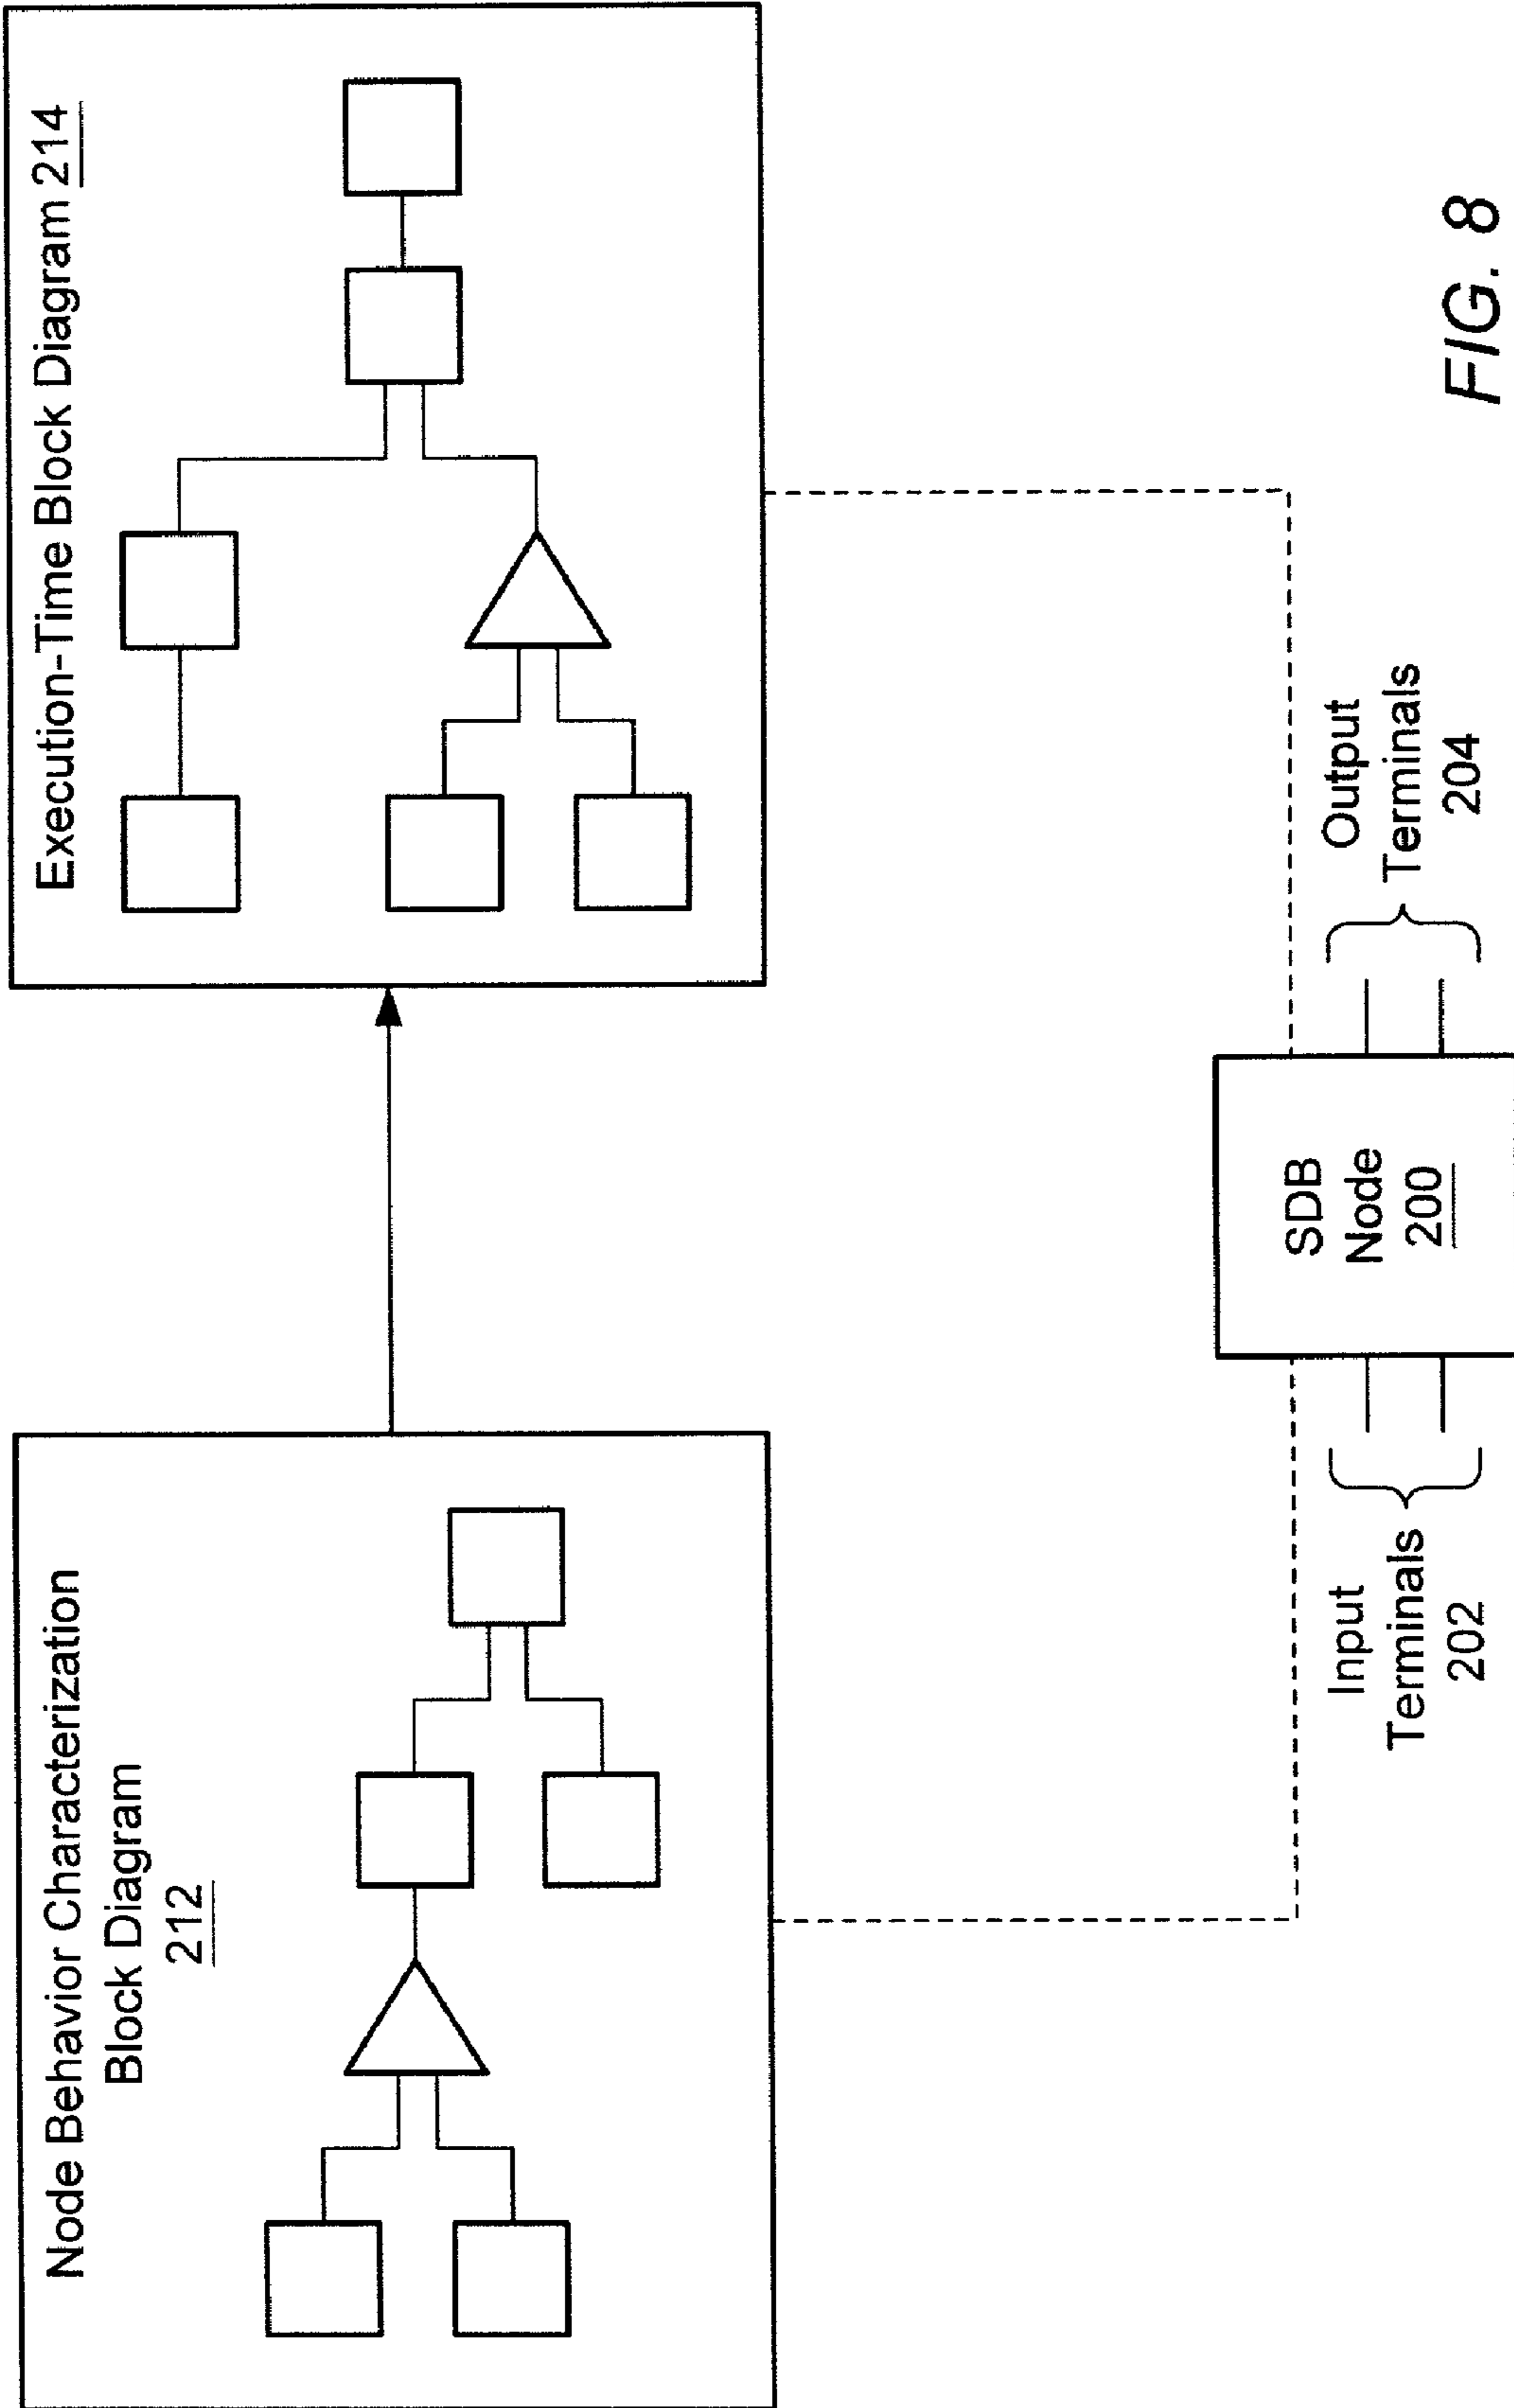 Node Behavior Characterization
Block Diagram
212
Execution-Time Block Diagram 214
SDB
Node
200
Input
Terminals
202
Output
Terminals
204
FIG. 8